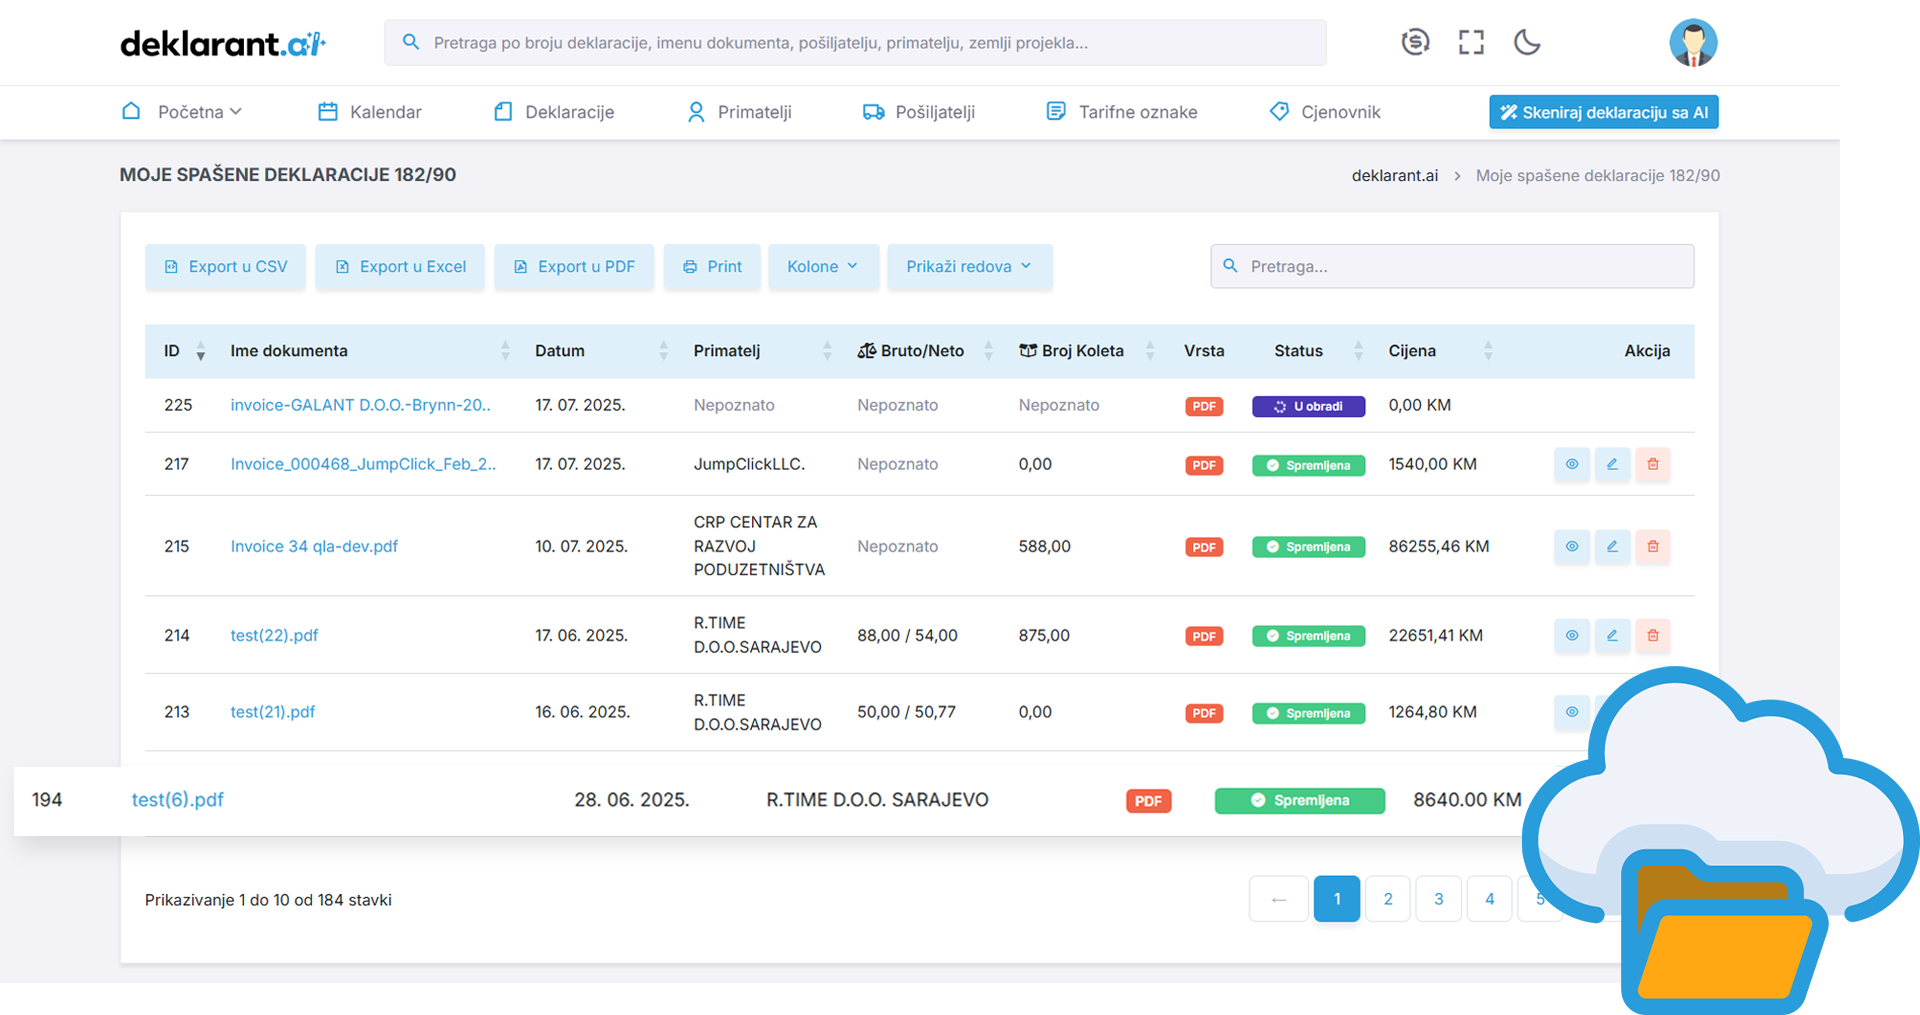 deklarant.ai
Pretraga po broju deklaracije, imenu dokumenta, pošiljatelju, primatelju, zemlji projekla...
Početna
Kalendar
Deklaracije
Primatelji
Pošiljatelji
Tarifne oznake
Cjenovnik
Skeniraj deklaraciju sa AI
MOJE SPAŠENE DEKLARACIJE 182/90
deklarant.ai > Moje spašene deklaracije 182/90
Export u CSV
Export u Excel
Export u PDF
Print
Kolone
Prikaži redova
Pretraga...
ID Ime dokumenta Datum Primatelj Bruto/Neto Broj Koleta Vrsta Status Cijena Akcija
225 invoice-GALANT D.O.O.-Brynn-20.. 17. 07. 2025. Nepoznato Nepoznato Nepoznato PDF U obradi 0,00 KM
217 Invoice_000468_JumpClick_Feb_2.. 17. 07. 2025. JumpClickLLC. Nepoznato 0,00 PDF Spremljena 1540,00 KM
215 Invoice 34 qla-dev.pdf 10. 07. 2025. CRP CENTAR ZA
RAZVOJ
PODUZETNIŠTVA Nepoznato 588,00 PDF Spremljena 86255,46 KM
214 test(22).pdf 17. 06. 2025. R.TIME
D.O.O.SARAJEVO 88,00 / 54,00 875,00 PDF Spremljena 22651,41 KM
213 test(21).pdf 16. 06. 2025. R.TIME
D.O.O.SARAJEVO 50,00 / 50,77 0,00 PDF Spremljena 1264,80 KM
194 test(6).pdf 28. 06. 2025. R.TIME D.O.O. SARAJEVO PDF Spremljena 8640.00 KM
Prikazivanje 1 do 10 od 184 stavki
← 1 2 3 4 5